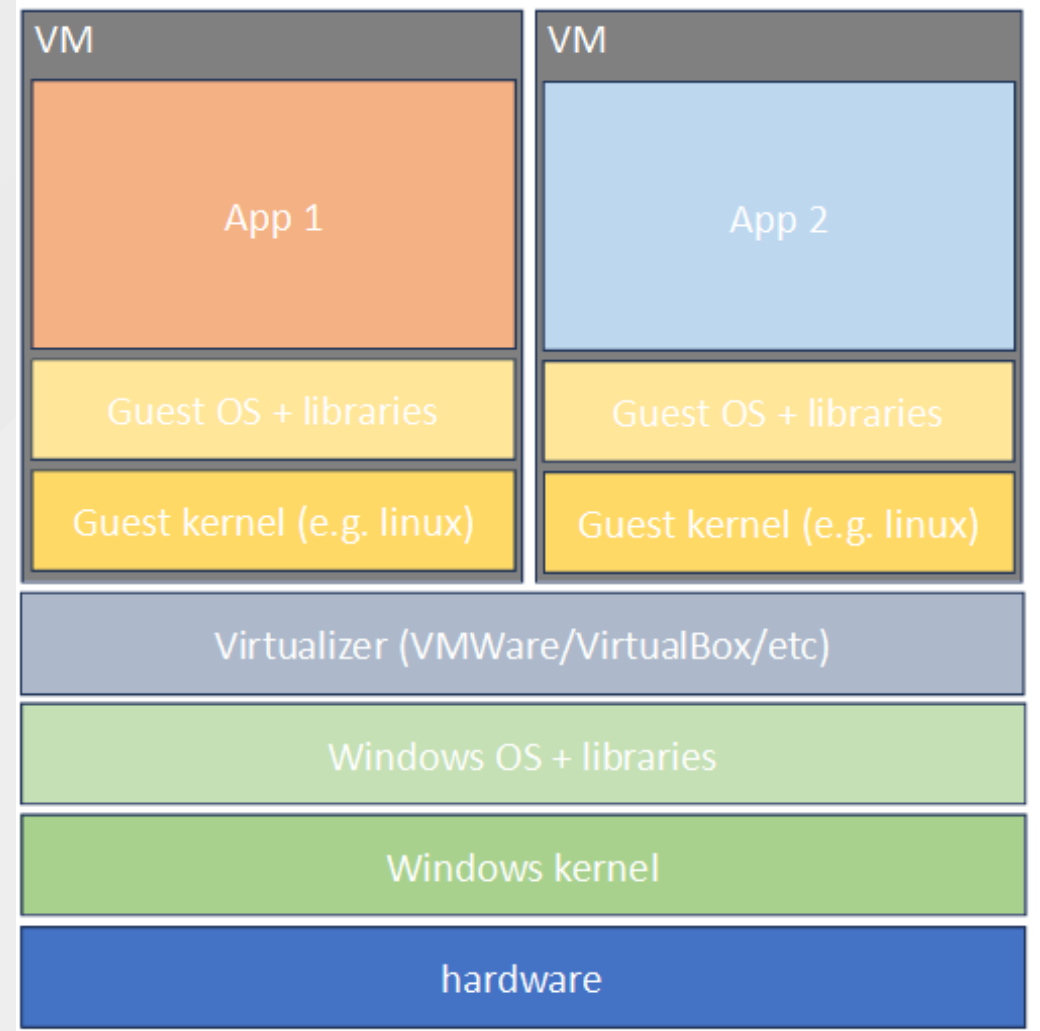 VM
App 1
Guest OS + libraries
Guest kernel (e.g. linux)
VM
App 2
Guest OS + libraries
Guest kernel (e.g. linux)
Virtualizer (VMWare/VirtualBox/etc)
Windows OS + libraries
Windows kernel
hardware